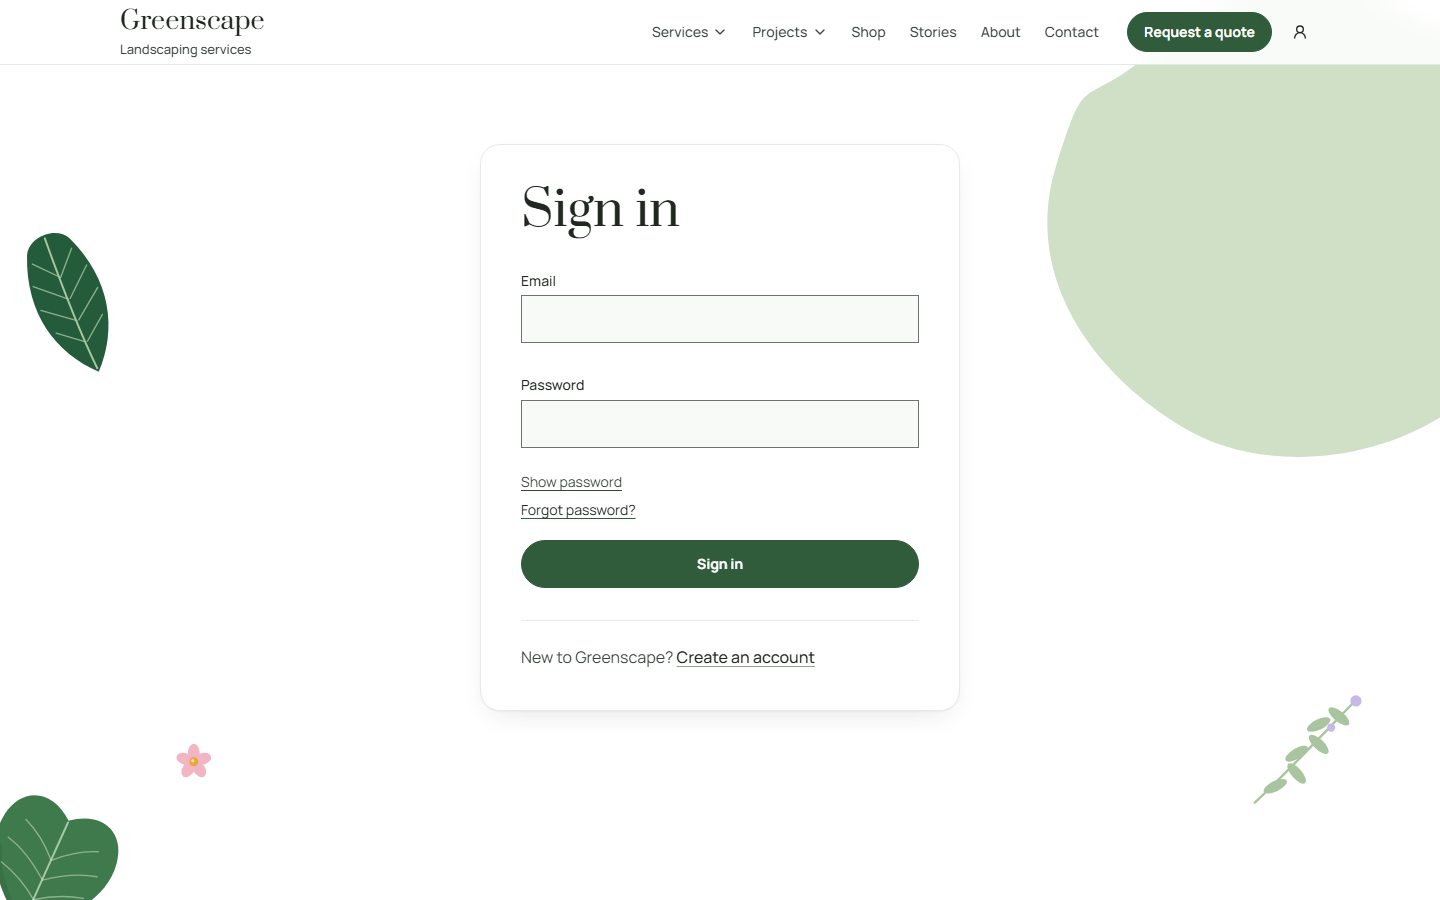 Greenscape
Landscaping services
Services Projects Shop Stories About Contact Request a quote
Sign in
Email
Password
Show password
Forgot password?
Sign in
New to Greenscape? Create an account